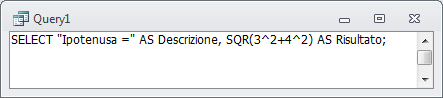 Query1
SELECT "Ipotenusa =" AS Descrizione, SQR(3^2+4^2) AS Risultato;